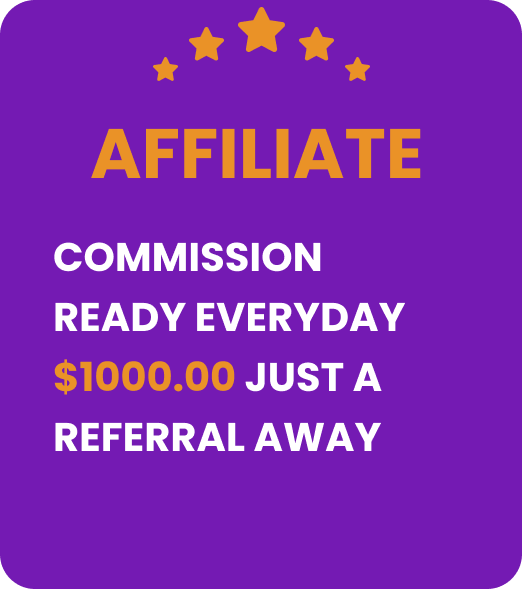 AFFILIATE
COMMISSION
READY EVERYDAY
$1000.00 JUST A
REFERRAL AWAY